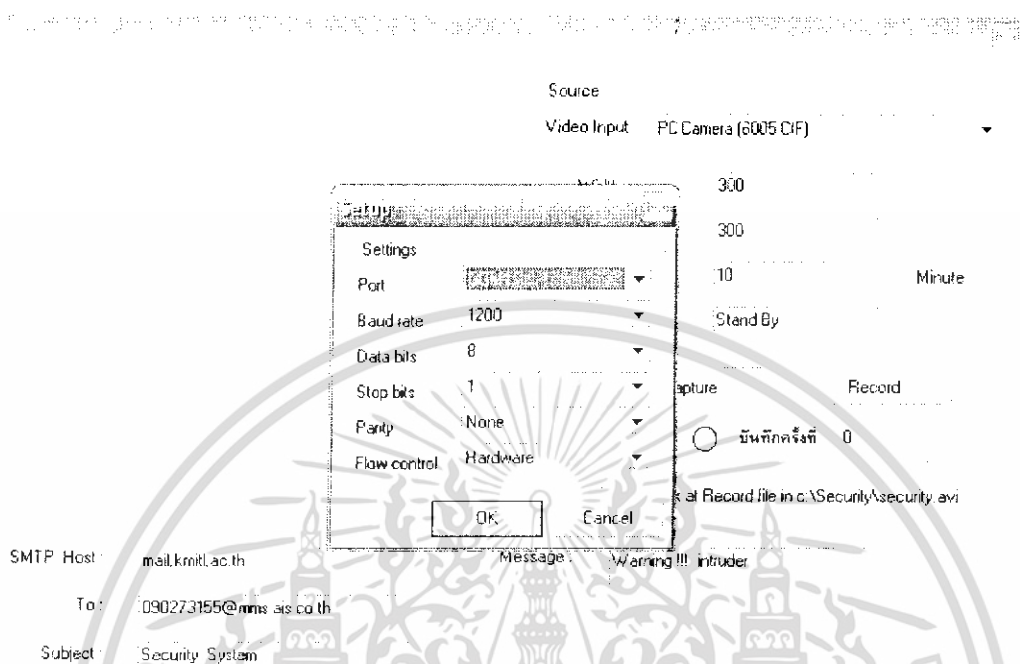 Source
Video Input PC Camera (6005 CIF)
300
Setup
300
Settings
10 Minute
Port
Baud rate 1200
Stand By
Data bits 8
Stop bits 1
apture Record
Parity None
บันทึกครั้งที่ 0
Flow control Hardware
k at Record file in c:\Security\security.avi
OK Cancel
SMTP Host : mail.kmitl.ac.th
Message : Warning !!! intruder
To : 090273155@mms.ais.co.th
Subject : Security System